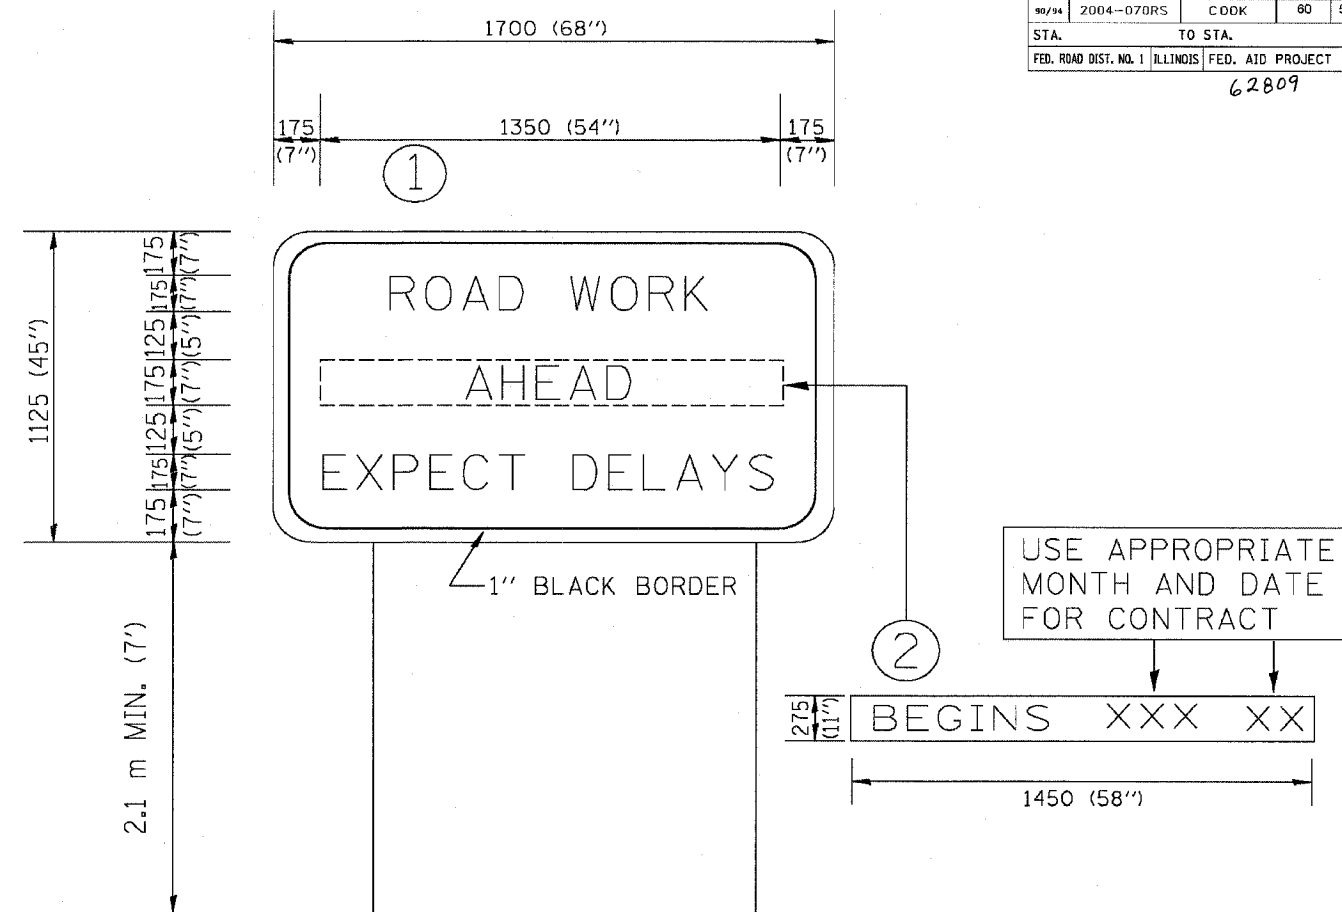 90/94 2004-070RS COOK 60
STA. TO STA.
FED. ROAD DIST. NO. 1 ILLINOIS FED. AID PROJECT
62809
1700 (68")
175 (7") 1350 (54") 175 (7")
1
1125 (45")
175 (7")
175 (7")
125 (5")
175 (7")
125 (5")
175 (7")
175 (7")
ROAD WORK
AHEAD
EXPECT DELAYS
1" BLACK BORDER
2.1 m MIN. (7')
USE APPROPRIATE
MONTH AND DATE
FOR CONTRACT
2
275 (11")
BEGINS XXX XX
1450 (58")